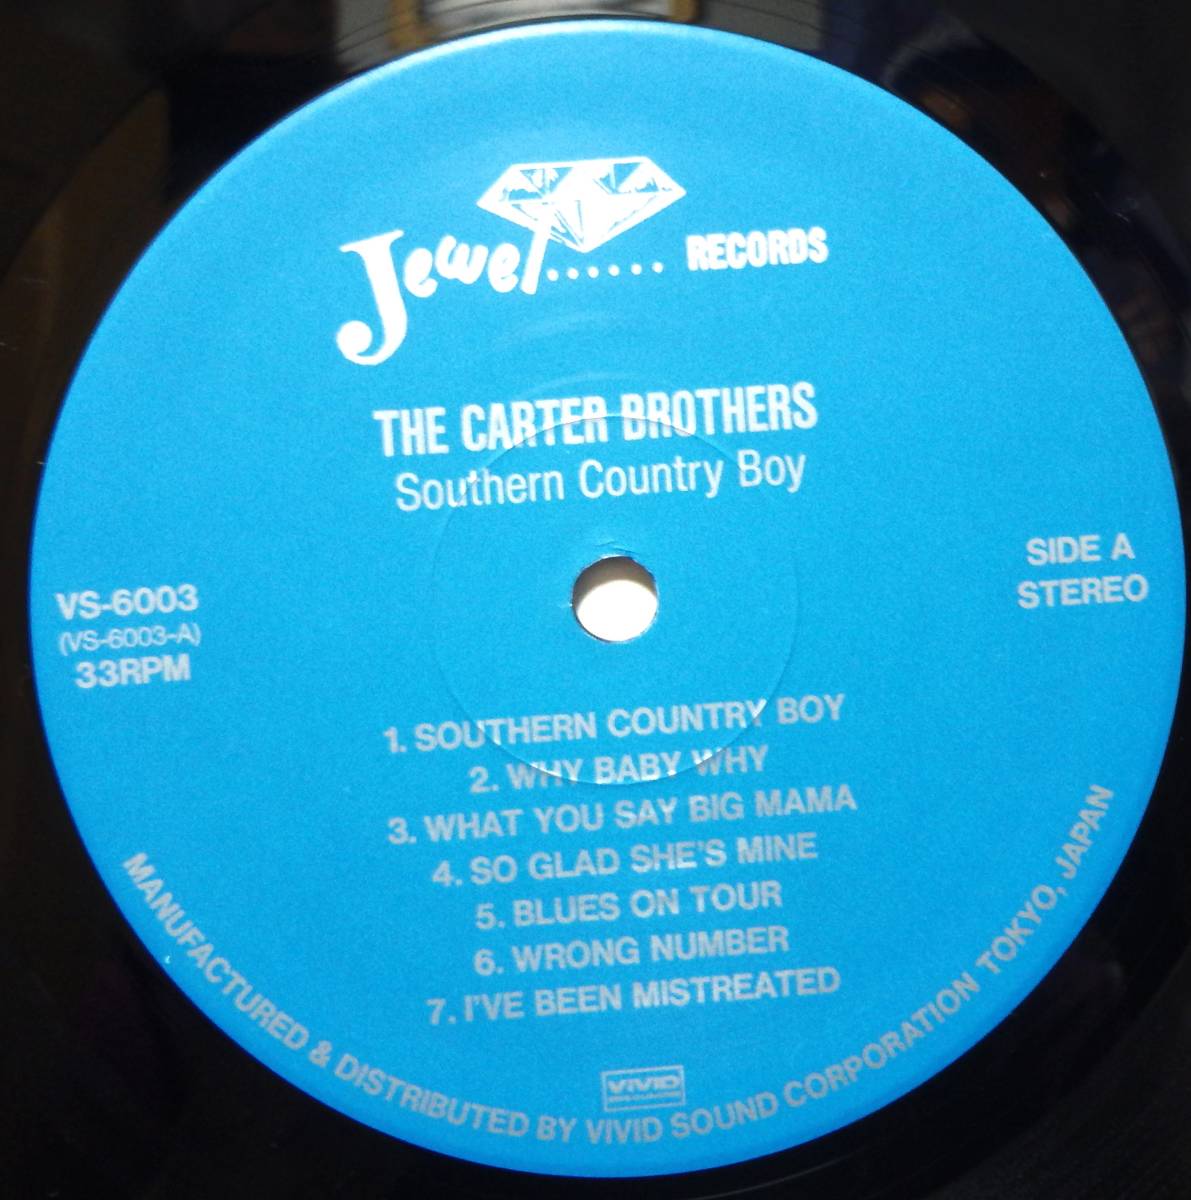 Jewel...... RECORDS
THE CARTER BROTHERS
Southern Country Boy
SIDE A
STEREO
VS-6003
(VS-6003-A)
33RPM
1. SOUTHERN COUNTRY BOY
2. WHY BABY WHY
3. WHAT YOU SAY BIG MAMA
4. SO GLAD SHE'S MINE
5. BLUES ON TOUR
6. WRONG NUMBER
7. I'VE BEEN MISTREATED
VIVID
MANUFACTURED & DISTRIBUTED BY VIVID SOUND CORPORATION TOKYO, JAPAN